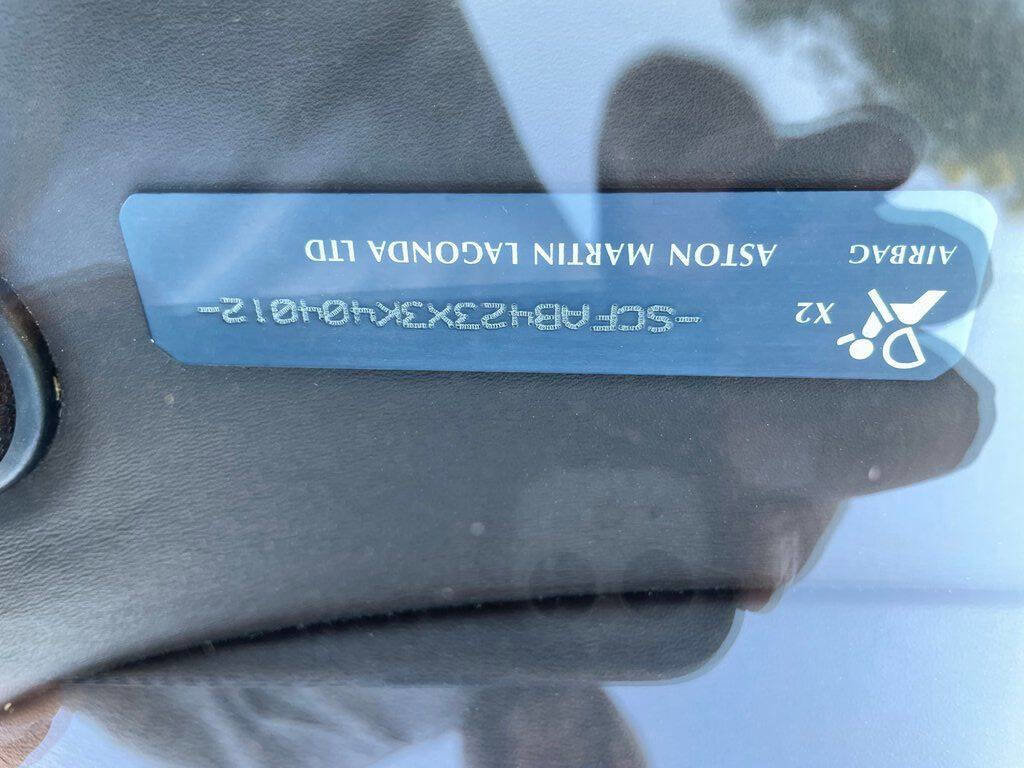 X2 -SCFAB423X3K404012-
AIRBAG ASTON MARTIN LAGONDA LTD